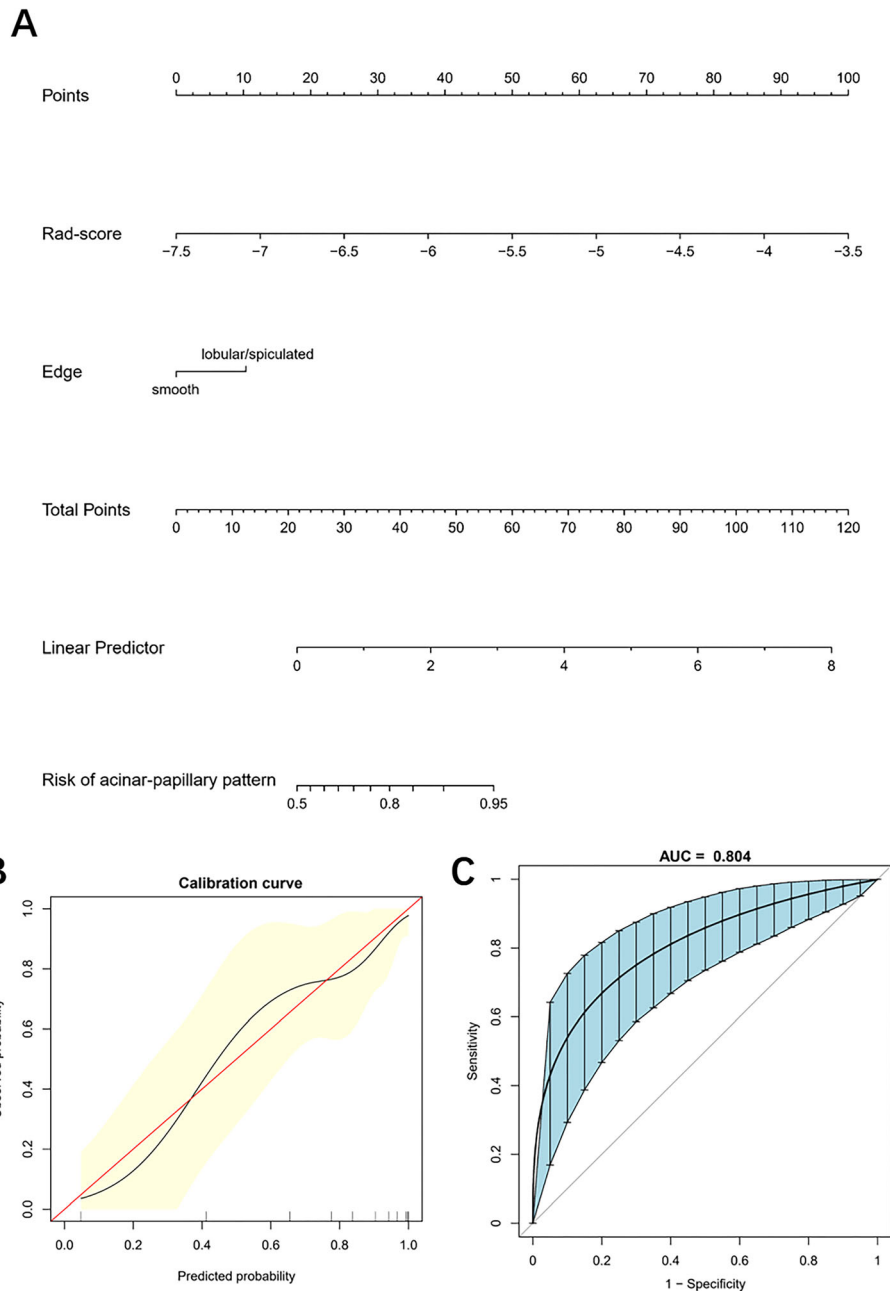 A
Points
0 10 20 30 40 50 60 70 80 90 100
Rad-score
−7.5 −7 −6.5 −6 −5.5 −5 −4.5 −4 −3.5
lobular/spiculated
Edge
smooth
Total Points
0 10 20 30 40 50 60 70 80 90 100 110 120
Linear Predictor
0 2 4 6 8
Risk of acinar-papillary pattern
0.5 0.8 0.95
Calibration curve
1.0
0.8
0.6
0.4
0.2
0.0
0.0 0.2 0.4 0.6 0.8 1.0
Predicted probability
C
AUC = 0.804
Sensitivity
1
0.8
0.6
0.4
0.2
0
0 0.2 0.4 0.6 0.8 1
1 − Specificity